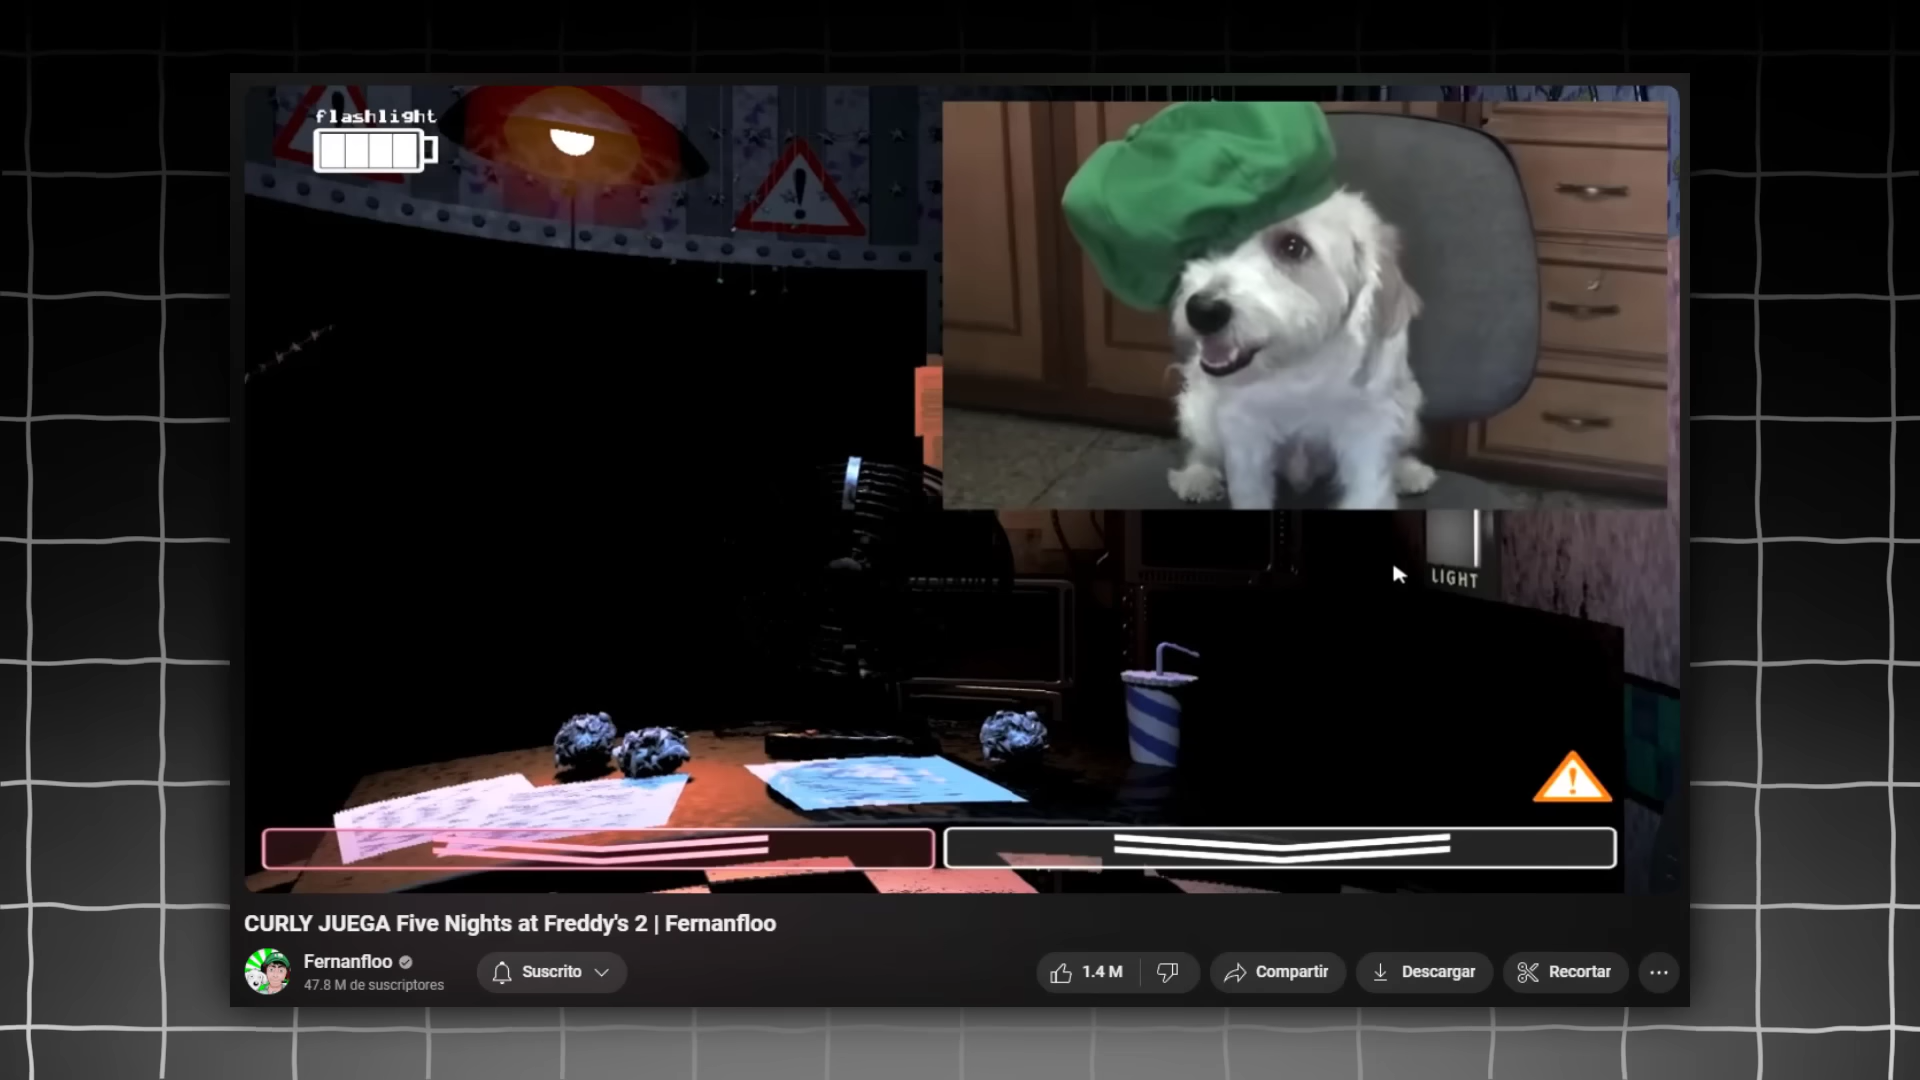 flashlight
LIGHT
CURLY JUEGA Five Nights at Freddy's 2 | Fernanfloo
Fernanfloo
47.8 M de suscriptores
Suscrito
1.4 M
Compartir
Descargar
Recortar